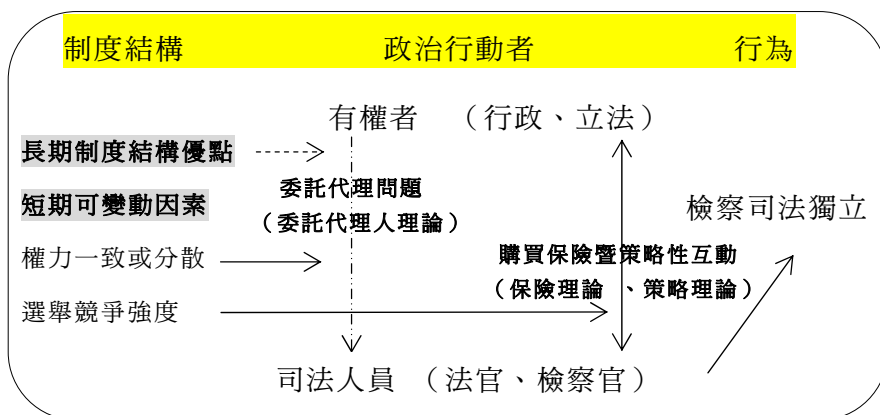 制度結構 政治行動者 行為
有權者 （行政、立法）
長期制度結構優點
委託代理問題
短期可變動因素
（委託代理人理論）
檢察司法獨立
權力一致或分散
購買保險暨策略性互動
（保險理論 、策略理論）
選舉競爭強度
司法人員 （法官、檢察官）